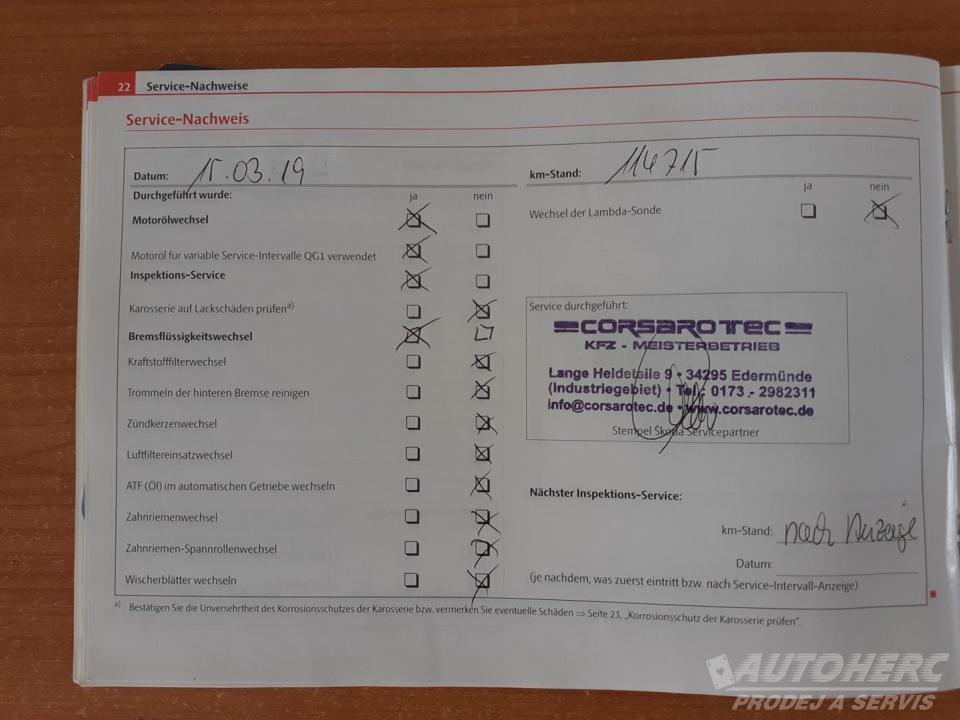 22 Service-Nachweise
Service-Nachweis
Datum: 15.03.19
km-Stand: 114715
Durchgeführt wurde: ja nein
ja nein
Motorölwechsel
Wechsel der Lambda-Sonde
Motoröl für variable Service-Intervalle QG1 verwendet
Inspektions-Service
Karosserie auf Lackschäden prüfen a)
Bremsflüssigkeitswechsel
Kraftstofffilterwechsel
Trommeln der hinteren Bremse reinigen
Zündkerzenwechsel
Luftfiltereinsatzwechsel
ATF (Öl) im automatischen Getriebe wechseln
Zahnriemenwechsel
Zahnriemen-Spannrollenwechsel
Wischerblätter wechseln
Service durchgeführt:
CORSAROTEC
KFZ - MEISTERBETRIEB
Lange Heideteile 9 • 34295 Edermünde
(Industriegebiet) • Tel.: 0173 - 2982311
info@corsarotec.de • www.corsarotec.de
Stempel Škoda Servicepartner
Nächster Inspektions-Service:
km-Stand: nach Anzeige
Datum:
(je nachdem, was zuerst eintritt bzw. nach Service-Intervall-Anzeige)
a) Bestätigen Sie die Unversehrtheit des Korrosionsschutzes der Karosserie bzw. vermerken Sie eventuelle Schäden ⇒ Seite 23, „Korrosionsschutz der Karosserie prüfen“.
AUTOHERC
PRODEJ A SERVIS